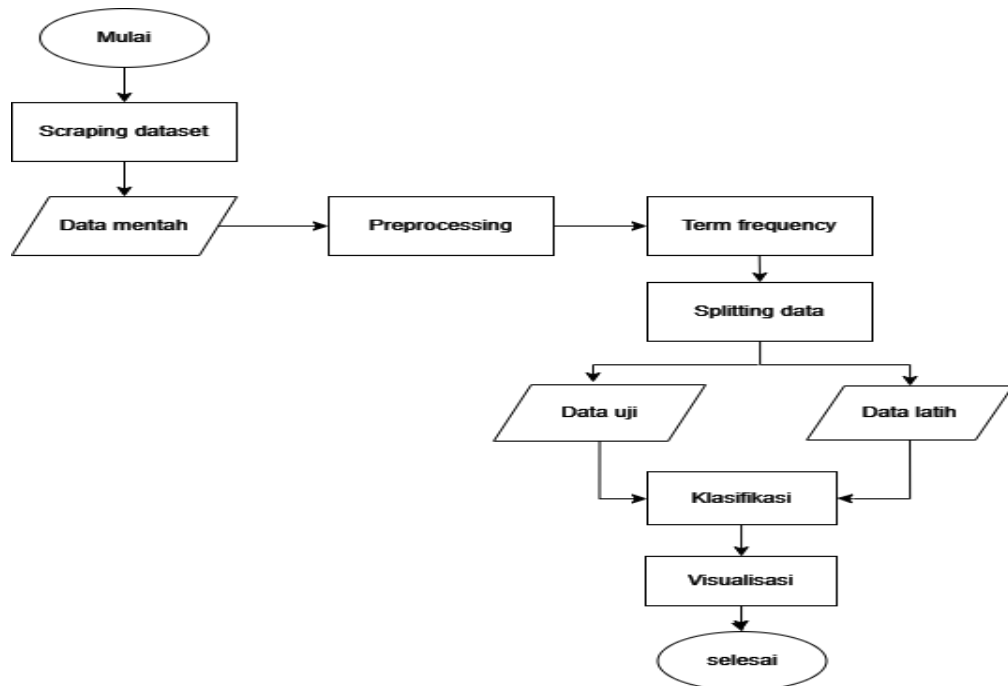 Mulai
Scraping dataset
Data mentah
Preprocessing
Term frequency
Splitting data
Data uji
Data latih
Klasifikasi
Visualisasi
selesai